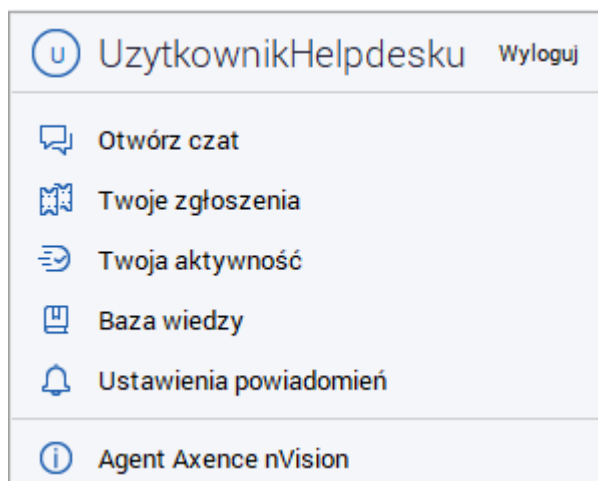 U UzytkownikHelpdesku Wyloguj
Otwórz czat
Twoje zgłoszenia
Twoja aktywność
Baza wiedzy
Ustawienia powiadomień
Agent Axence nVision